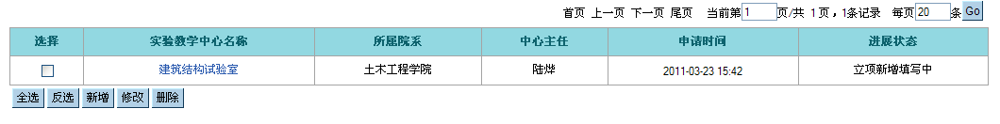 首页 上一页 下一页 尾页 当前第1页/共 1 页，1条记录 每页20条 Go
选择 实验教学中心名称 所属院系 中心主任 申请时间 进展状态
建筑结构试验室 土木工程学院 陆烨 2011-03-23 15:42 立项新增填写中
全选 反选 新增 修改 删除